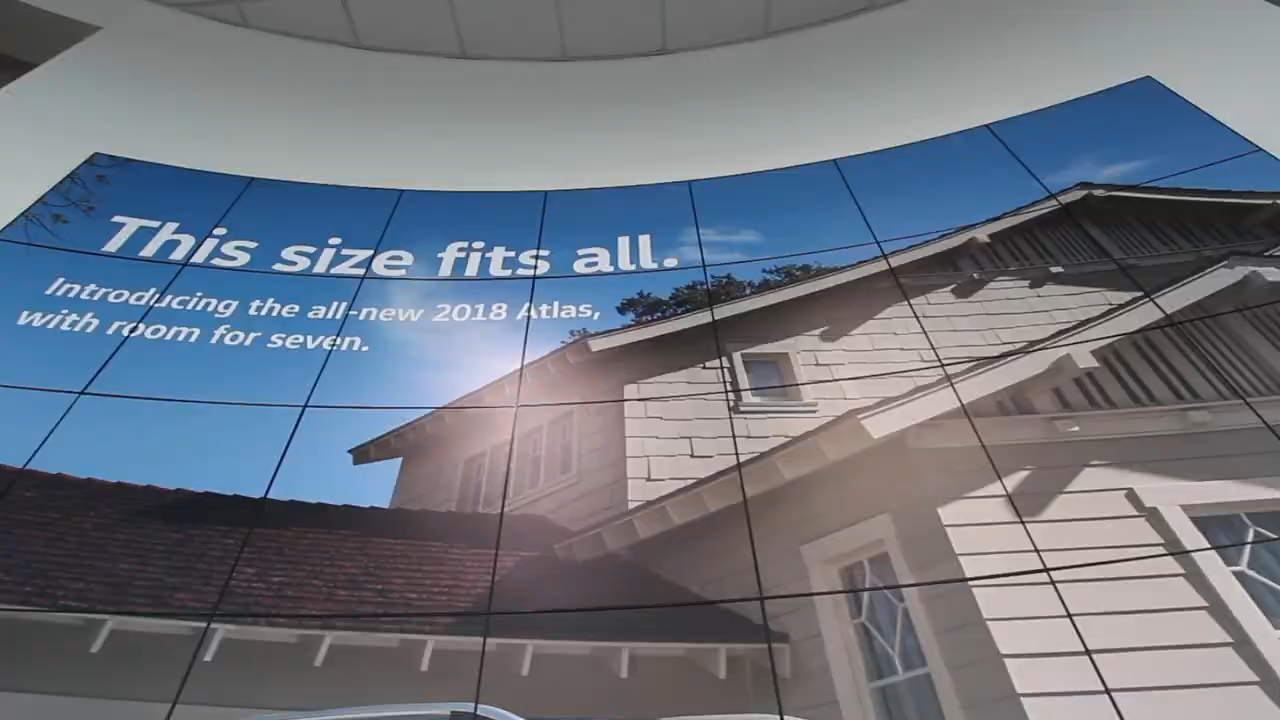 This size fits all.
Introducing the all-new 2018 Atlas,
with room for seven.